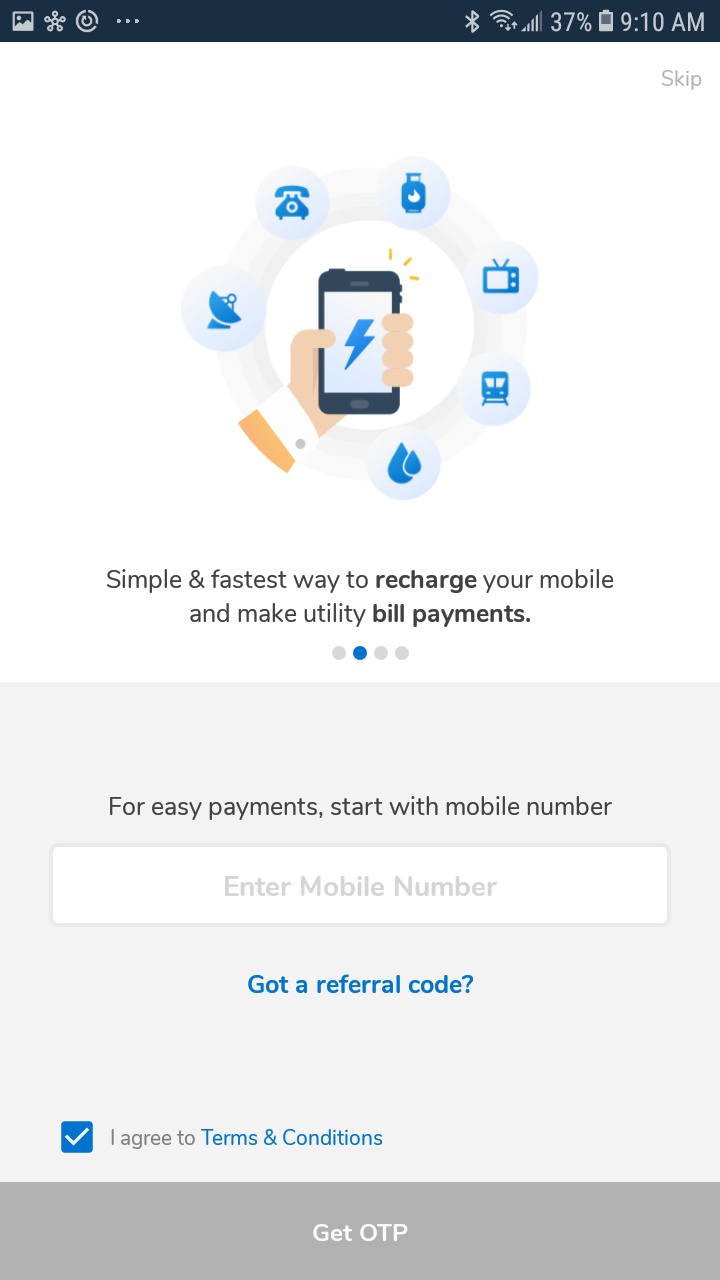 37% 9:10 AM
Skip
Simple & fastest way to recharge your mobile
and make utility bill payments.
For easy payments, start with mobile number
Enter Mobile Number
Got a referral code?
I agree to Terms & Conditions
Get OTP